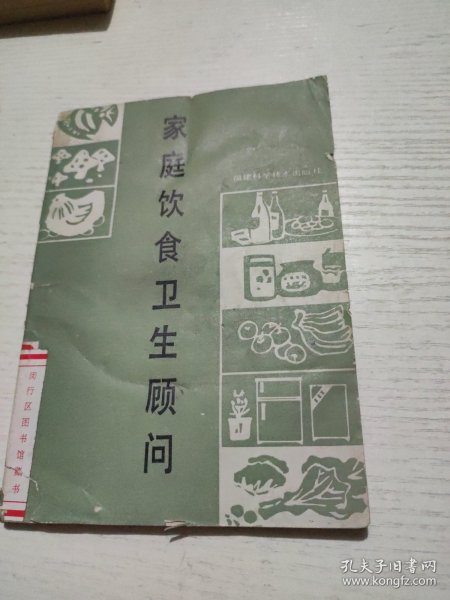 家庭饮食卫生顾问
福建科学技术出版社
闵行区图书馆藏书
孔夫子旧书网
www.kongfz.com